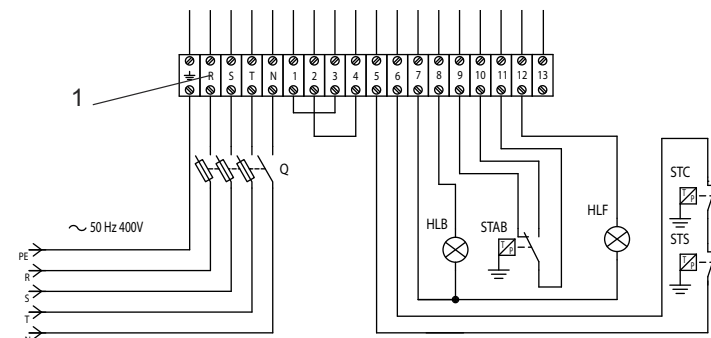 R S T N 1 2 3 4 5 6 7 8 9 10 11 12 13
1
Q
STC
T P
HLB
STAB
HLF
T P
STS
T P
~ 50 Hz 400V
PE
R
S
T